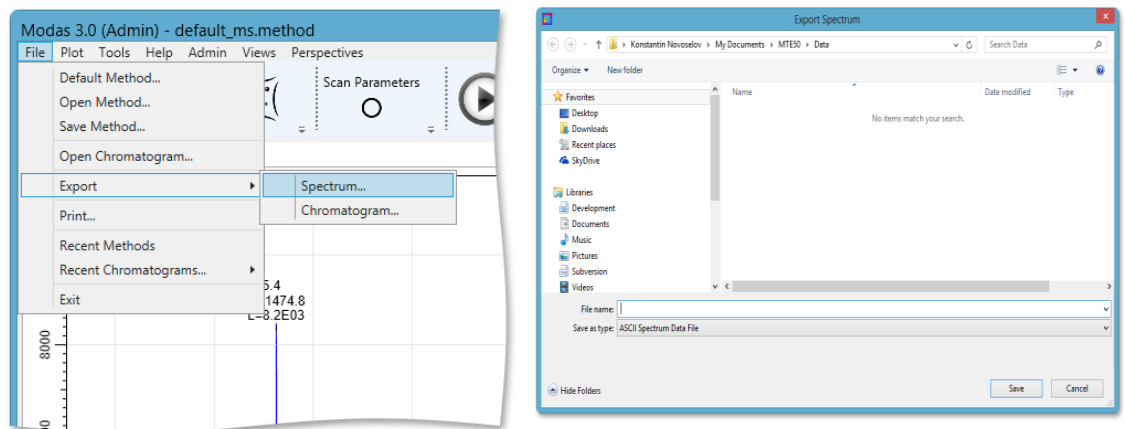 Modas 3.0 (Admin) - default_ms.method
File Plot Tools Help Admin Views Perspectives
Default Method...
Open Method...
Save Method...
Open Chromatogram...
Export
Print...
Recent Methods
Recent Chromatograms...
Exit
Spectrum...
Chromatogram...
Scan Parameters
5.4
1474.8
L=8.2E03
8000
Export Spectrum
Konstantin Novoselov My Documents MTE50 Data
Search Data
Organize New folder
Favorites
Desktop
Downloads
Recent places
SkyDrive
Libraries
Development
Documents
Music
Pictures
Subversion
Videos
Name Date modified Type
No items match your search.
File name:
Save as type: ASCII Spectrum Data File
Hide Folders
Save Cancel